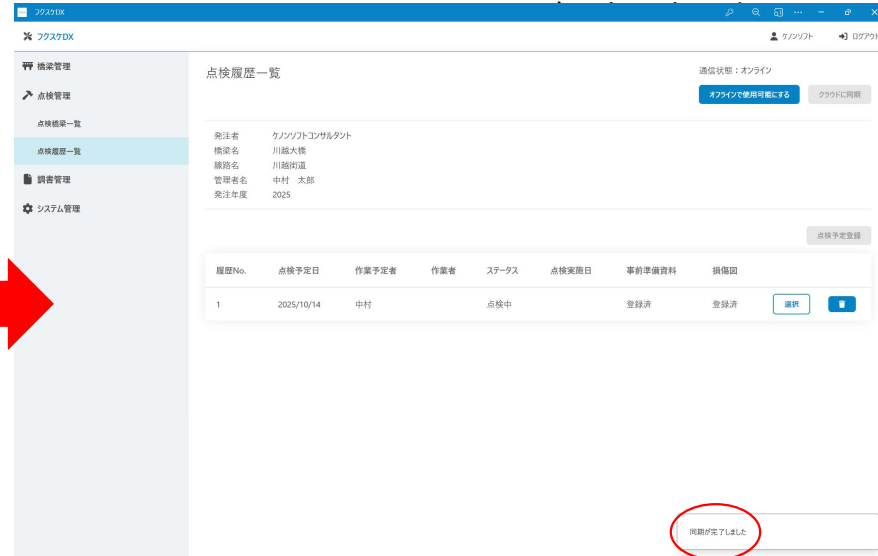 フクスケDX
フクスケDX
ケノンソフト ログアウト
橋梁管理
点検管理
点検橋梁一覧
点検履歴一覧
調書管理
システム管理
点検履歴一覧
通信状態:オンライン
オフラインで使用可能にする クラウドに同期
発注者 ケノンソフトコンサルタント
橋梁名 川越大橋
線路名 川越街道
管理者名 中村 太郎
発注年度 2025
点検予定登録
履歴No. 点検予定日 作業予定者 作業者 ステータス 点検実施日 事前準備資料 損傷図
1 2025/10/14 中村 点検中 登録済 登録済 選択
同期が完了しました